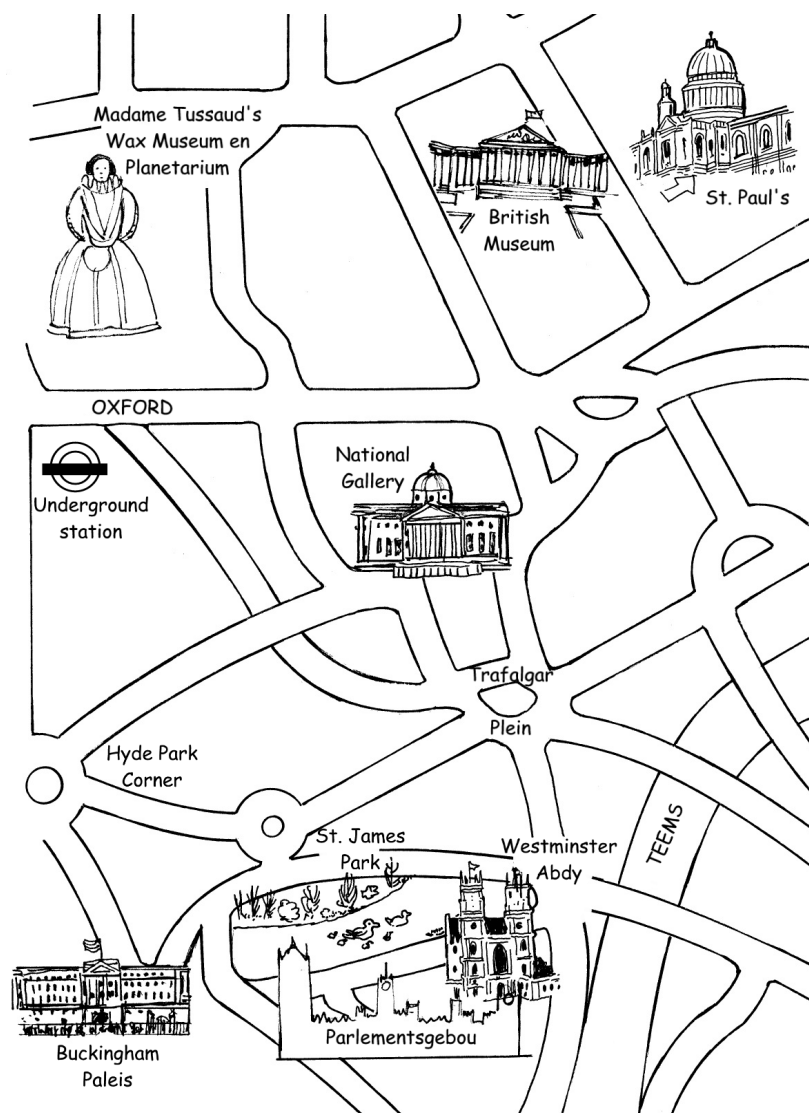 Madame Tussaud's
Wax Museum en
Planetarium
British
Museum
St. Paul's
OXFORD
National
Gallery
Underground
station
Trafalgar
Plein
Hyde Park
Corner
St. James
Park
Westminster
Abdy
TEEMS
Buckingham
Paleis
Parlementsgebou